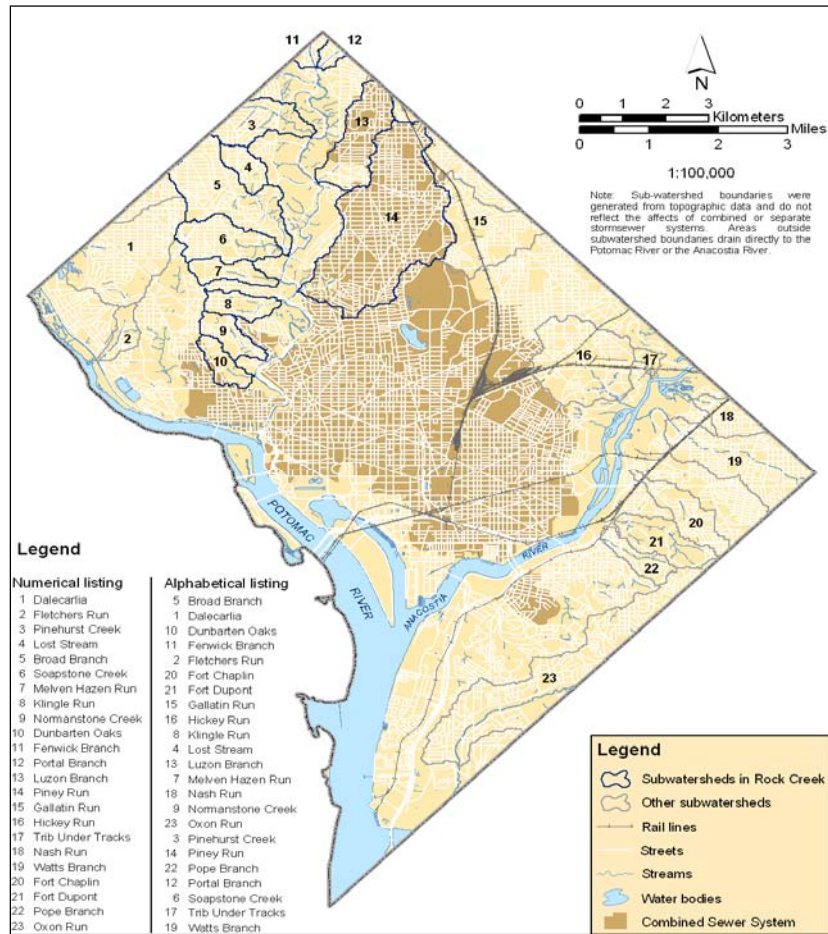 11 12
N
13
3
4
5
14
15
1
6
7
8
2
9
10
16
17
18
19
20
21
22
23
0 1 2 3 Kilometers
Miles
0 1 2 3
1:100,000
Note: Sub-watershed boundaries were
generated from topographic data and do not
reflect the affects of combined or separate
stormsewer systems. Areas outside
subwatershed boundaries drain directly to the
Potomac River or the Anacostia River.
POTOMAC
RIVER
ANACOSTIA
RIVER
Legend
Numerical listing
1 Dalecarlia
2 Fletchers Run
3 Pinehurst Creek
4 Lost Stream
5 Broad Branch
6 Soapstone Creek
7 Melven Hazen Run
8 Klingle Run
9 Normanstone Creek
10 Dunbarten Oaks
11 Fenwick Branch
12 Portal Branch
13 Luzon Branch
14 Piney Run
15 Gallatin Run
16 Hickey Run
17 Trib Under Tracks
18 Nash Run
19 Watts Branch
20 Fort Chaplin
21 Fort Dupont
22 Pope Branch
23 Oxon Run
Alphabetical listing
5 Broad Branch
1 Dalecarlia
10 Dunbarten Oaks
11 Fenwick Branch
2 Fletchers Run
20 Fort Chaplin
21 Fort Dupont
15 Gallatin Run
16 Hickey Run
8 Klingle Run
4 Lost Stream
13 Luzon Branch
7 Melven Hazen Run
18 Nash Run
9 Normanstone Creek
23 Oxon Run
3 Pinehurst Creek
14 Piney Run
22 Pope Branch
12 Portal Branch
6 Soapstone Creek
17 Trib Under Tracks
19 Watts Branch
Legend
Subwatersheds in Rock Creek
Other subwatersheds
Rail lines
Streets
Streams
Water bodies
Combined Sewer System